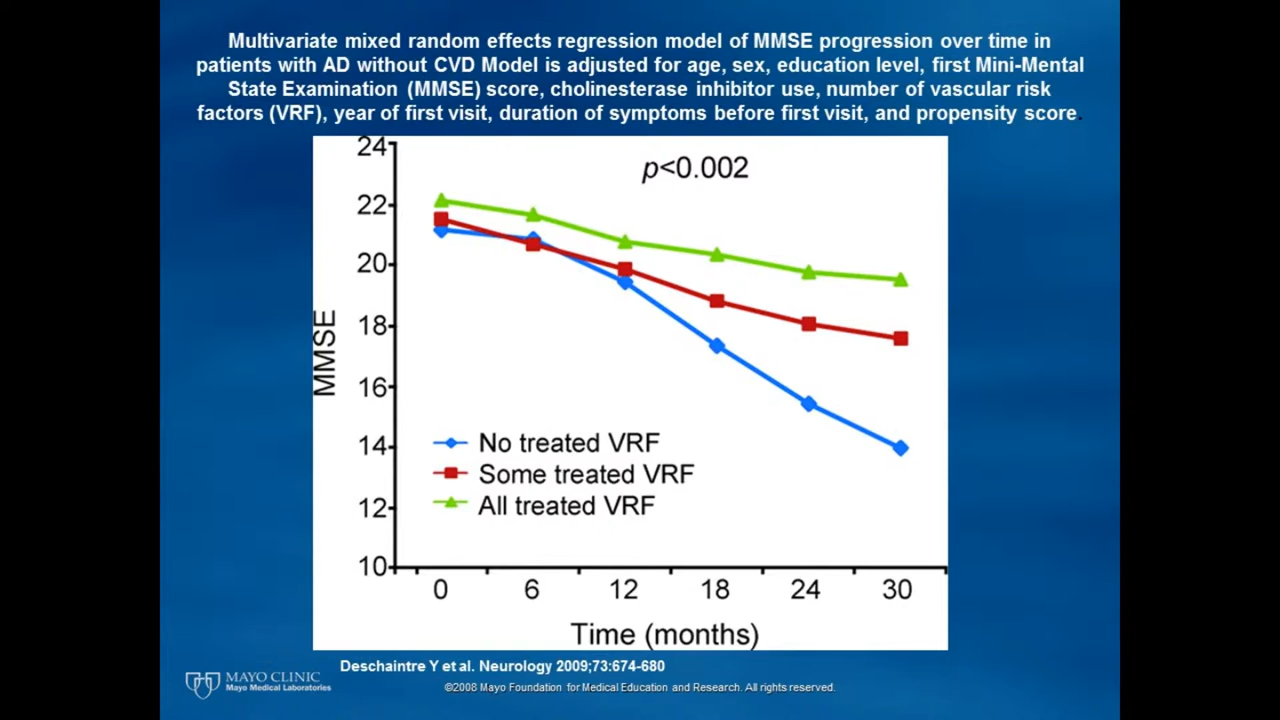 Multivariate mixed random effects regression model of MMSE progression over time in
patients with AD without CVD Model is adjusted for age, sex, education level, first Mini-Mental
State Examination (MMSE) score, cholinesterase inhibitor use, number of vascular risk
factors (VRF), year of first visit, duration of symptoms before first visit, and propensity score.
p<0.002
24
22
20
18
16
14
12
10
MMSE
No treated VRF
Some treated VRF
All treated VRF
0 6 12 18 24 30
Time (months)
Deschaintre Y et al. Neurology 2009;73:674-680
MAYO CLINIC
Mayo Medical Laboratories
©2008 Mayo Foundation for Medical Education and Research. All rights reserved.